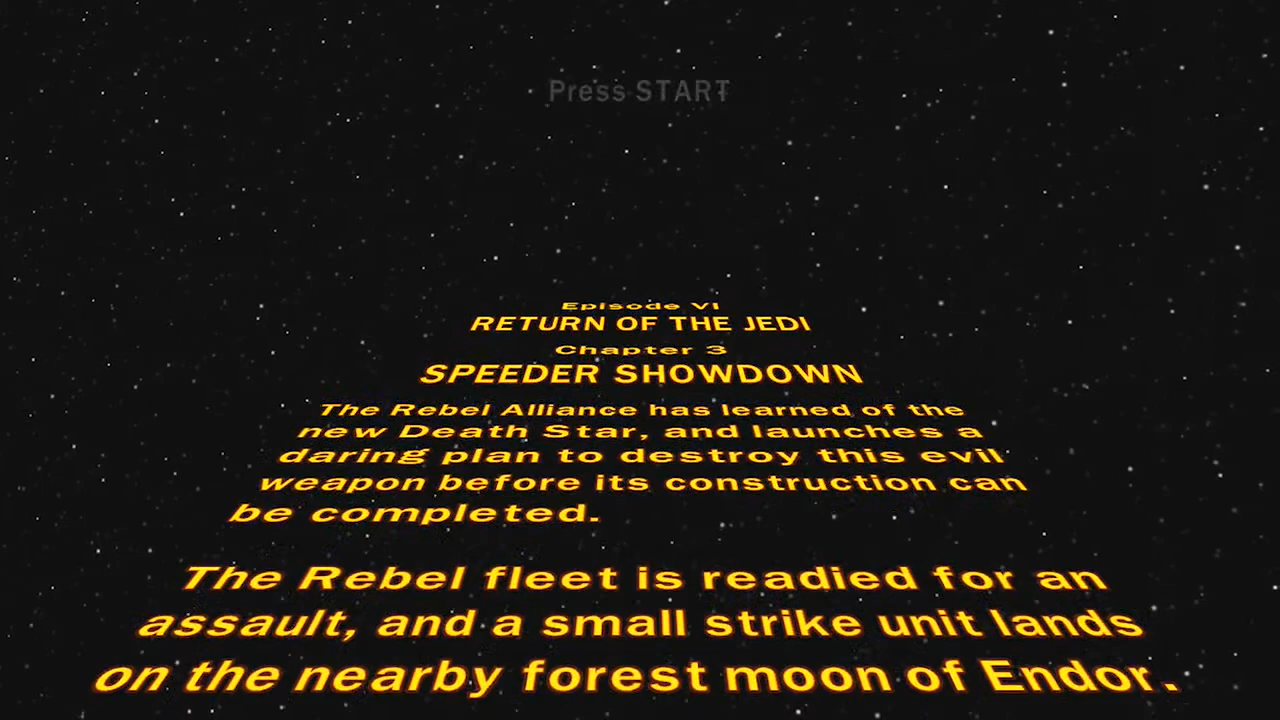 Press START
Episode VI
RETURN OF THE JEDI
Chapter 3
SPEEDER SHOWDOWN
The Rebel Alliance has learned of the
new Death Star, and launches a
daring plan to destroy this evil
weapon before its construction can
be completed.
The Rebel fleet is readied for an
assault, and a small strike unit lands
on the nearby forest moon of Endor.